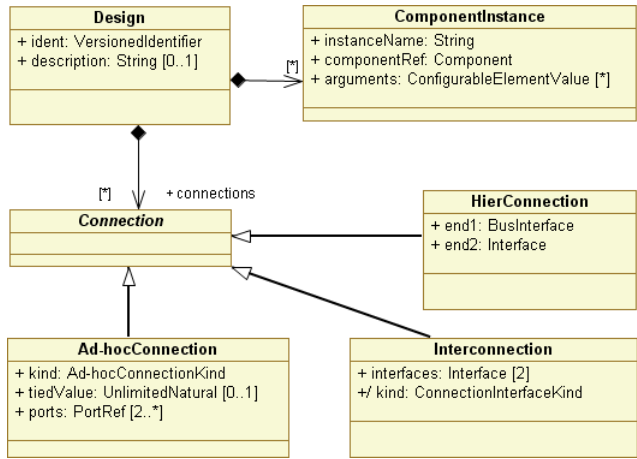 Design
+ ident: VersionedIdentifier
+ description: String [0..1]
ComponentInstance
+ instanceName: String
+ componentRef: Component
+ arguments: ConfigurableElementValue [*]
[*]
[*]
+ connections
Connection
HierConnection
+ end1: BusInterface
+ end2: Interface
Ad-hocConnection
+ kind: Ad-hocConnectionKind
+ tiedValue: UnlimitedNatural [0..1]
+ ports: PortRef [2..*]
Interconnection
+ interfaces: Interface [2]
+/ kind: ConnectionInterfaceKind